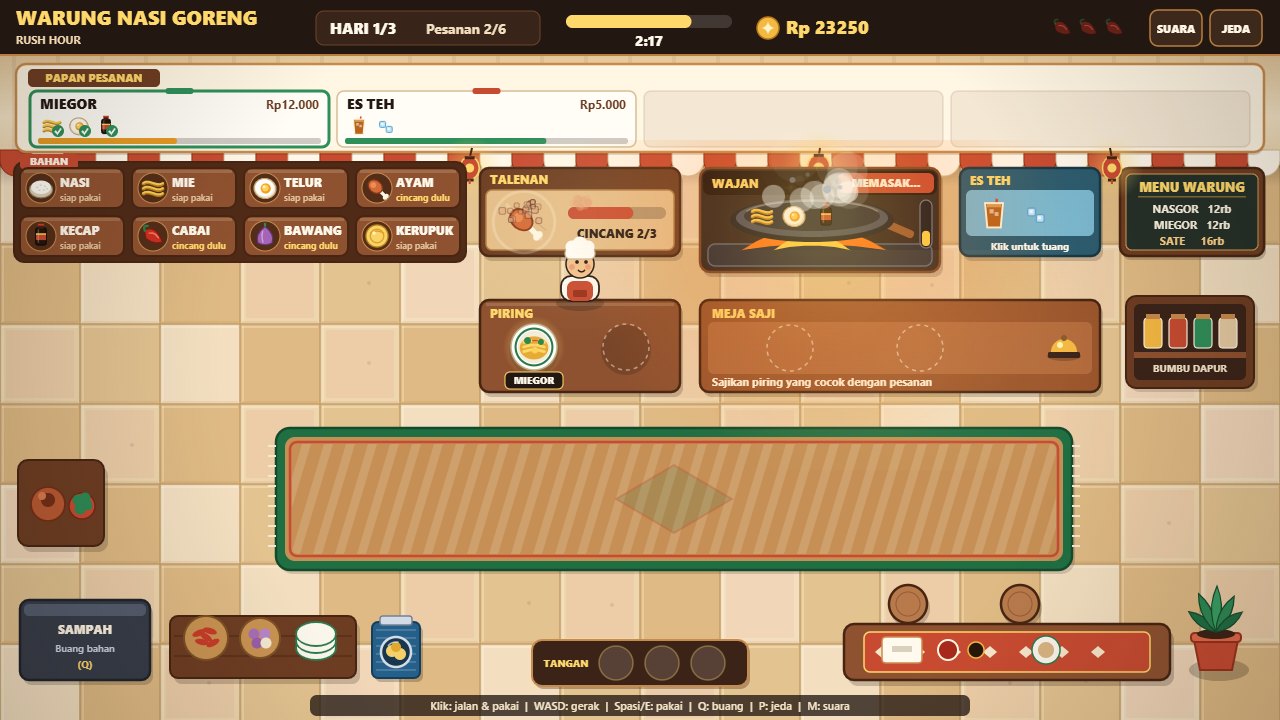 WARUNG NASI GORENG
RUSH HOUR
HARI 1/3
Pesanan 2/6
2:17
Rp 23250
SUARA
JEDA
PAPAN PESANAN
MIEGOR
Rp12.000
ES TEH
Rp5.000
BAHAN
NASI
siap pakai
MIE
siap pakai
TELUR
siap pakai
AYAM
cincang dulu
KECAP
siap pakai
CABAI
cincang dulu
BAWANG
cincang dulu
KERUPUK
siap pakai
TALENAN
CINCANG 2/3
WAJAN
MEMASAK...
ES TEH
Klik untuk tuang
MENU WARUNG
NASGOR 12rb
MIEGOR 12rb
SATE 16rb
PIRING
MIEGOR
MEJA SAJI
Sajikan piring yang cocok dengan pesanan
BUMBU DAPUR
SAMPAH
Buang bahan
(Q)
TANGAN
Klik: jalan & pakai | WASD: gerak | Spasi/E: pakai | Q: buang | P: jeda | M: suara